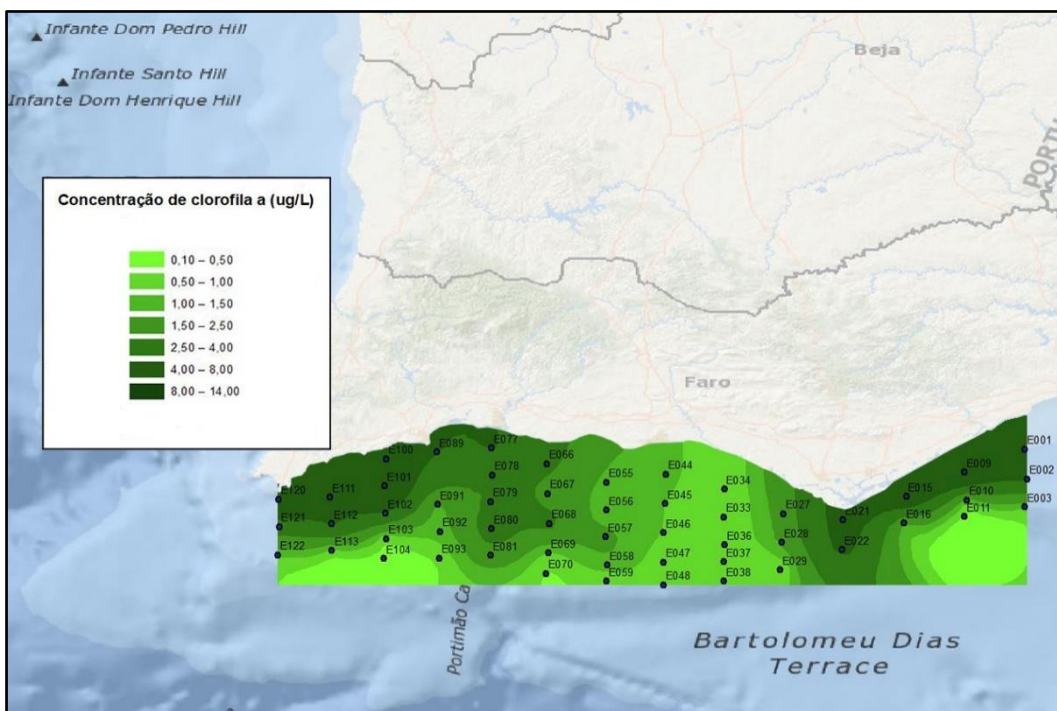 Infante Dom Pedro Hill
Infante Santo Hill
Infante Dom Henrique Hill
Beja
Concentração de clorofila a (ug/L)
0,10 – 0,50
0,50 – 1,00
1,00 – 1,50
1,50 – 2,50
2,50 – 4,00
4,00 – 8,00
8,00 – 14,00
Faro
E001
E002
E003
E009
E010
E011
E015
E016
E021
E022
E027
E028
E029
E034
E033
E036
E037
E038
E044
E045
E046
E047
E048
E055
E056
E057
E058
E059
E066
E067
E068
E069
E070
E077
E078
E079
E080
E081
E089
E091
E092
E093
E100
E101
E102
E103
E104
E111
E112
E113
E120
E121
E122
Portimão Ca
Bartolomeu Dias
Terrace